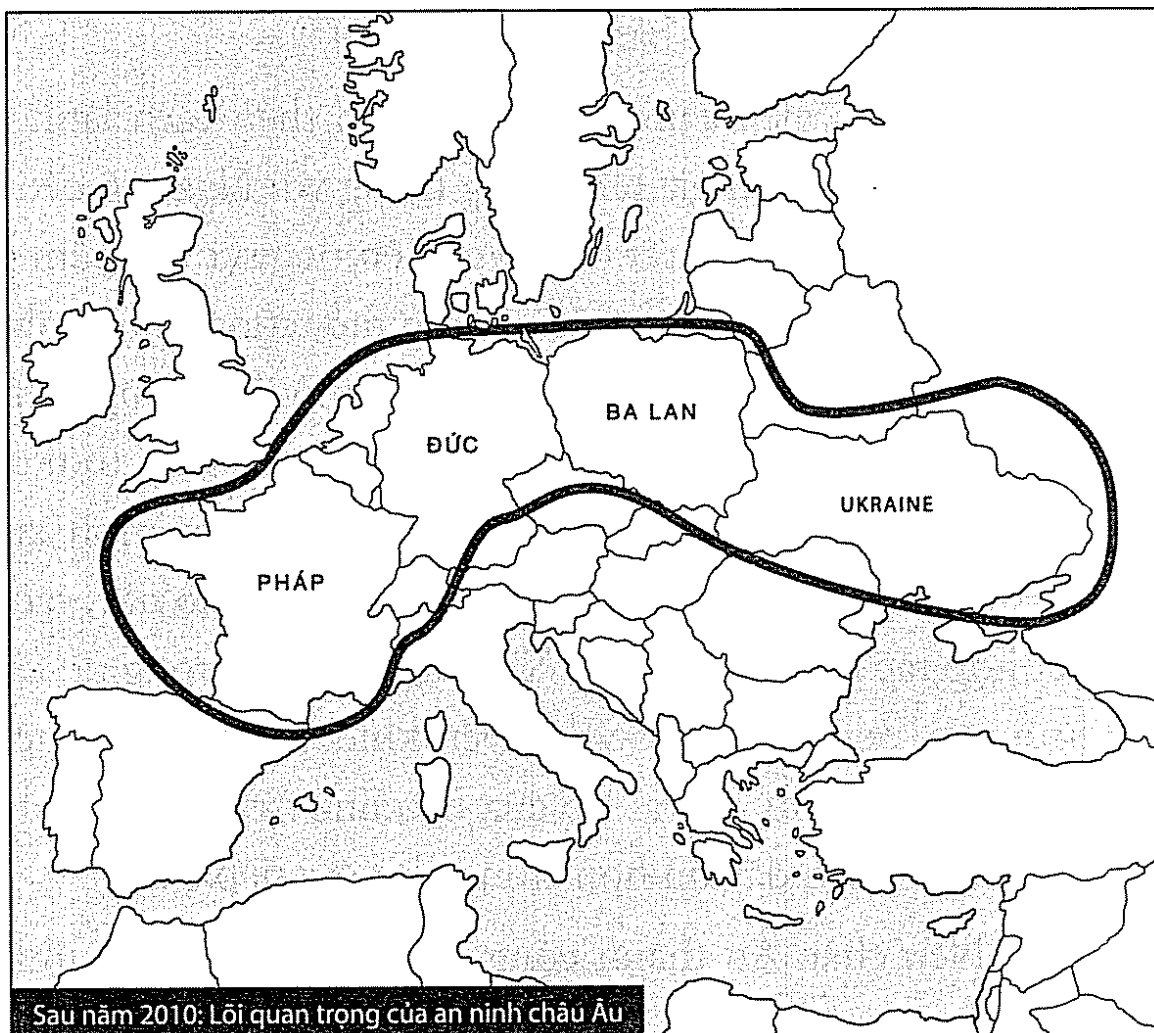 BA LAN
ĐỨC
UKRAINE
PHÁP
Sau năm 2010: Lõi quan trọng của an ninh châu Âu